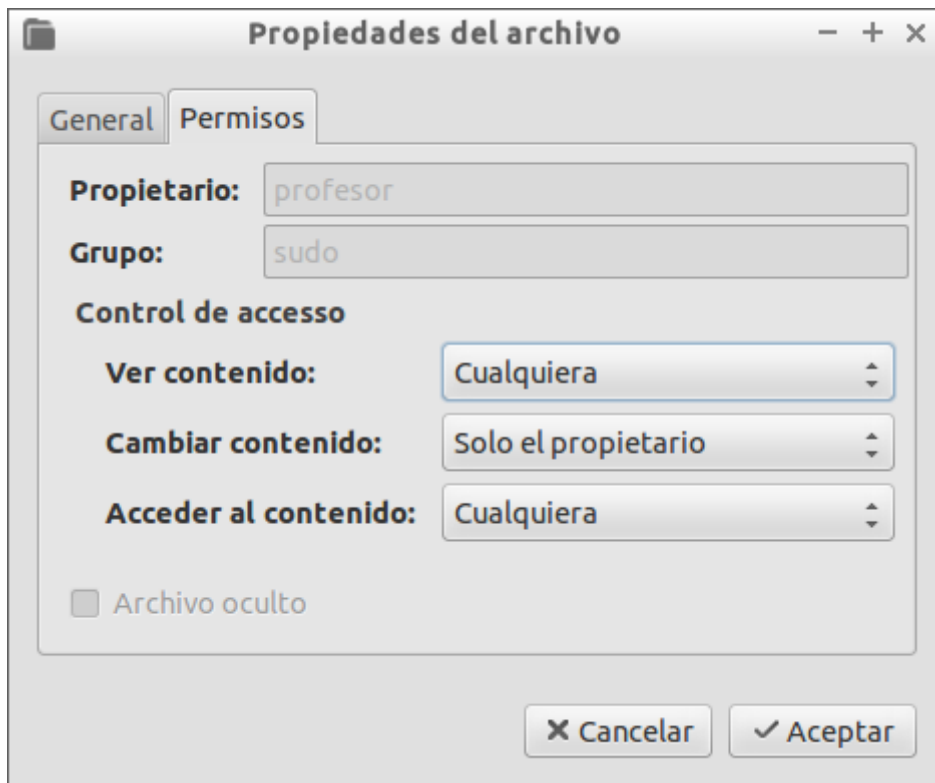 Propiedades del archivo
General Permisos
Propietario: profesor
Grupo: sudo
Control de accesso
Ver contenido: Cualquiera
Cambiar contenido: Solo el propietario
Acceder al contenido: Cualquiera
Archivo oculto
Cancelar Aceptar